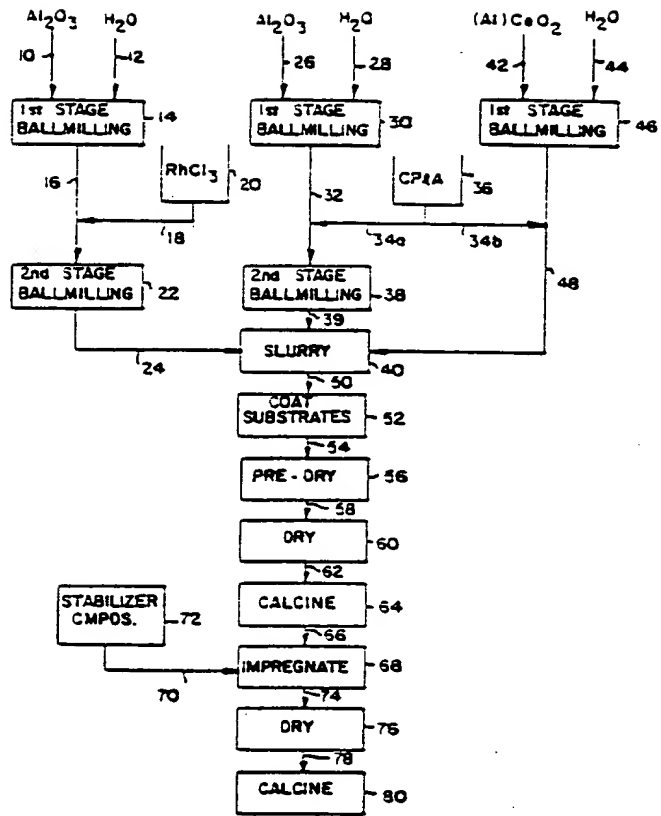 Al₂O₃ H₂O Al₂O₃ H₂O (Al)CeO₂ H₂O
10 12 26 28 42 44
1st STAGE BALLMILLING 14
1st STAGE BALLMILLING 30
1st STAGE BALLMILLING 46
16 RhCl₃ 20 32 CPlA 36
18 34a 34b
2nd STAGE BALLMILLING 22
2nd STAGE BALLMILLING 38
48
39
24 SLURRY 40
50
COAT SUBSTRATES 52
54
PRE-DRY 56
58
DRY 60
62
STABILIZER CMPOS. 72
CALCINE 64
66
70 IMPREGNATE 68
74
DRY 76
78
CALCINE 80